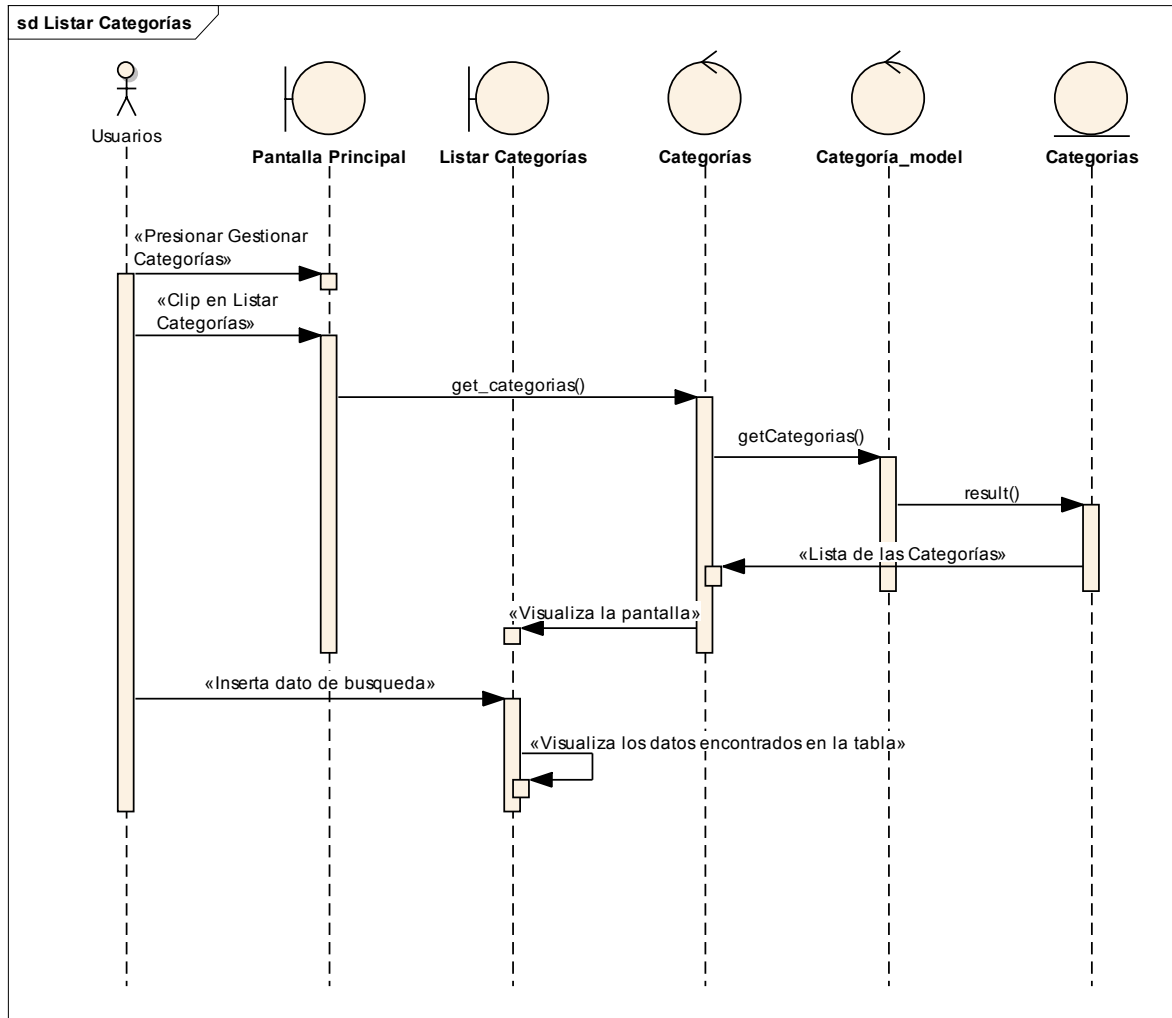 sd Listar Categorías
Usuarios
Pantalla Principal
Listar Categorías
Categorías
Categoría_model
Categorias
«Presionar Gestionar
Categorías»
«Clip en Listar
Categorías»
get_categorias()
getCategorias()
result()
«Lista de las Categorías»
«Visualiza la pantalla»
«Inserta dato de busqueda»
«Visualiza los datos encontrados en la tabla»